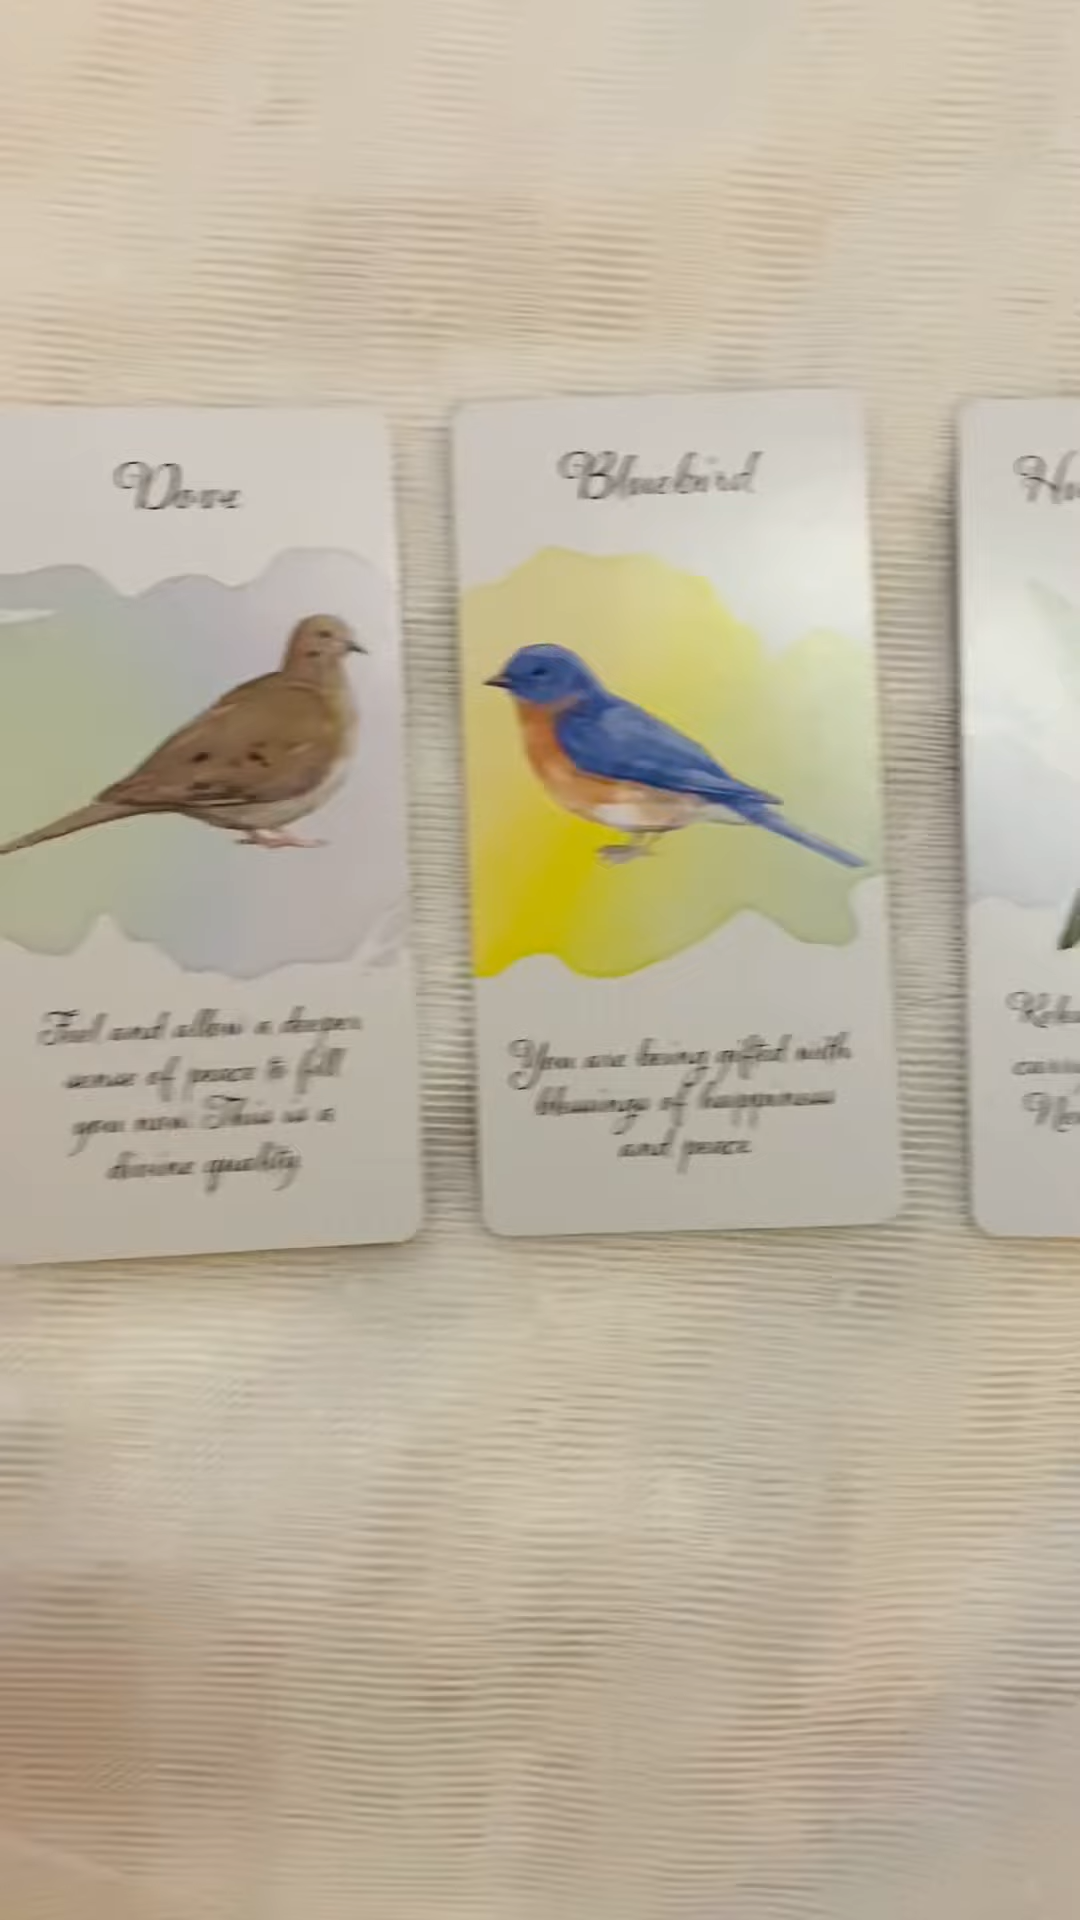 Dove
Feel and allow a deeper
sense of peace to fill
you now. This is a
divine quality
Bluebird
You are being gifted with
blessings of happiness
and peace